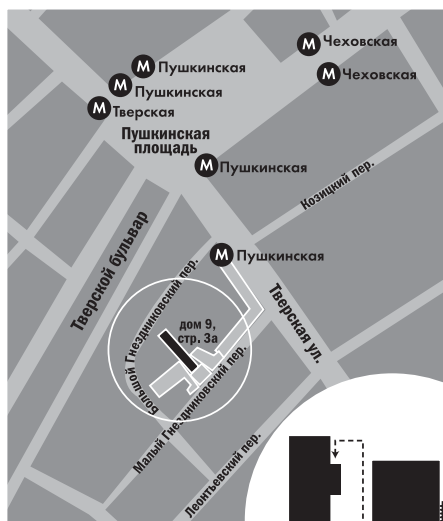 М Чеховская
М Пушкинская
М Чеховская
М Пушкинская
М Тверская
Пушкинская
площадь
М Пушкинская
Козицкий пер.
Тверской бульвар
М Пушкинская
Большой Гнездниковский пер.
Тверская ул.
дом 9,
стр. 3а
Малый Гнездниковский пер.
Леонтьевский пер.